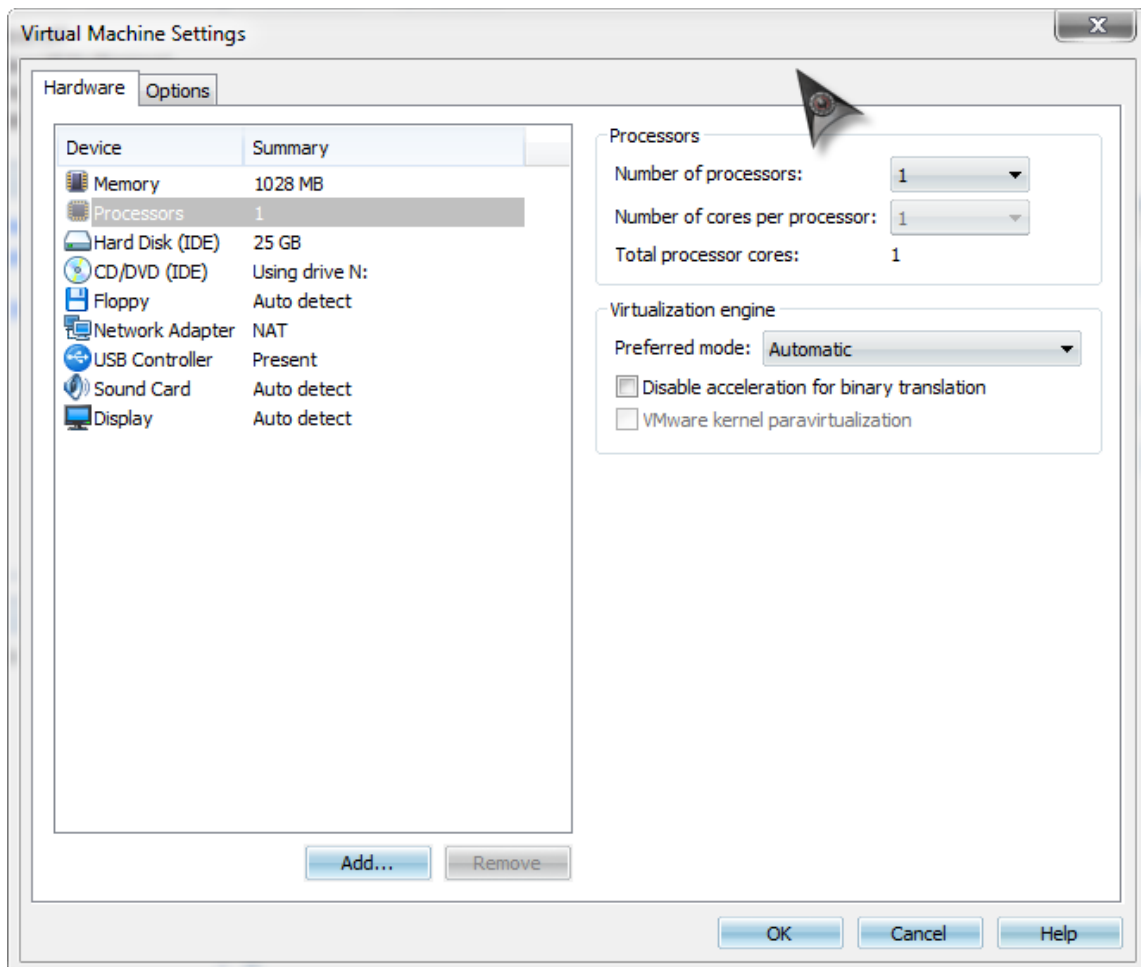 Virtual Machine Settings
Hardware
Options
Device Summary
Memory 1028 MB
Processors 1
Hard Disk (IDE) 25 GB
CD/DVD (IDE) Using drive N:
Floppy Auto detect
Network Adapter NAT
USB Controller Present
Sound Card Auto detect
Display Auto detect
Add...
Remove
Processors
Number of processors: 1
Number of cores per processor: 1
Total processor cores: 1
Virtualization engine
Preferred mode: Automatic
Disable acceleration for binary translation
VMware kernel paravirtualization
OK
Cancel
Help